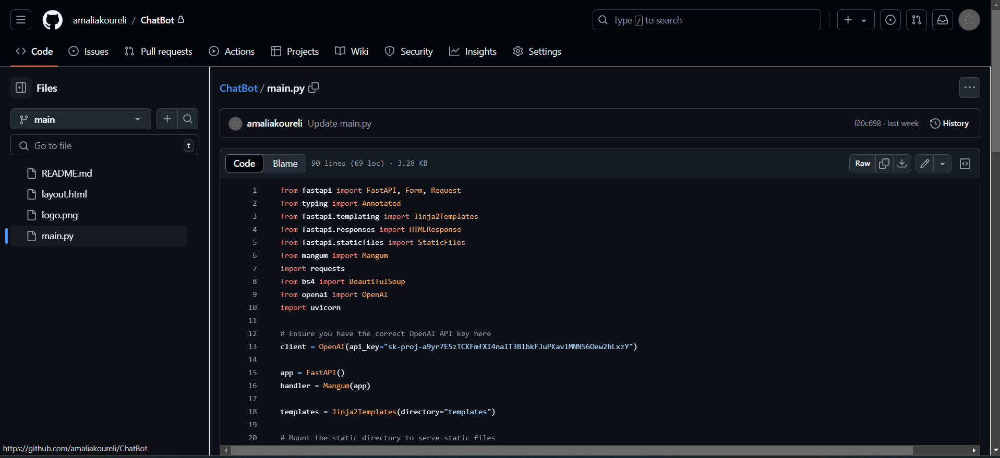 amaliakoureli / ChatBot
Type / to search
Code
Issues
Pull requests
Actions
Projects
Wiki
Security
Insights
Settings
Files
main
Go to file
t
README.md
layout.html
logo.png
main.py
ChatBot / main.py
amaliakoureli Update main.py
f20c698 · last week
History
Code
Blame
90 lines (69 loc) · 3.28 KB
Raw
1 from fastapi import FastAPI, Form, Request
2 from typing import Annotated
3 from fastapi.templating import Jinja2Templates
4 from fastapi.responses import HTMLResponse
5 from fastapi.staticfiles import StaticFiles
6 from mangum import Mangum
7 import requests
8 from bs4 import BeautifulSoup
9 from openai import OpenAI
10 import uvicorn
11
12 # Ensure you have the correct OpenAI API key here
13 client = OpenAI(api_key="")
14
15 app = FastAPI()
16 handler = Mangum(app)
17
18 templates = Jinja2Templates(directory="templates")
19
20 # Mount the static directory to serve static files
https://github.com/amaliakoureli/ChatBot